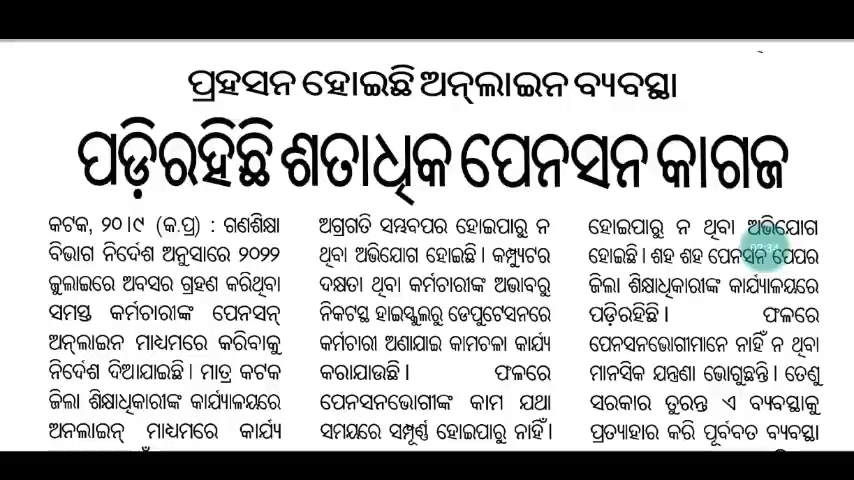 ପ୍ରହସନ ହୋଇଛି ଅନ୍‌ଲାଇନ ବ୍ୟବସ୍ଥା
ପଡ଼ିରହିଛି ଶତାଧିକ ପେନସନ କାଗଜ
କଟକ, ୨୦।୯ (କ.ପ୍ର) : ଗଣଶିକ୍ଷା
ବିଭାଗ ନିର୍ଦେଶ ଅନୁସାରେ ୨୦୨୨
ଜୁଲାଇରେ ଅବସର ଗ୍ରହଣ କରିଥିବା
ସମସ୍ତ କର୍ମଚାରୀଙ୍କ ପେନସନ୍
ଅନ୍‌ଲାଇନ ମାଧ୍ୟମରେ କରିବାକୁ
ନିର୍ଦେଶ ଦିଆଯାଇଛି। ମାତ୍ର କଟକ
ଜିଲା ଶିକ୍ଷାଧିକାରୀଙ୍କ କାର୍ଯ୍ୟାଳୟରେ
ଅନଲାଇନ୍ ମାଧ୍ୟମରେ କାର୍ଯ୍ୟ
ଅଗ୍ରଗତି ସମ୍ଭବପର ହୋଇପାରୁ ନ
ଥିବା ଅଭିଯୋଗ ହୋଇଛି। କମ୍ପ୍ୟୁଟର
ଦକ୍ଷତା ଥିବା କର୍ମଚାରୀଙ୍କ ଅଭାବରୁ
ନିକଟସ୍ଥ ହାଇସ୍କୁଲରୁ ଡେପୁଟେସନରେ
କର୍ମଚାରୀ ଅଣାଯାଇ କାମଚଳା କାର୍ଯ୍ୟ
କରାଯାଉଛି। ଫଳରେ
ପେନସନଭୋଗୀଙ୍କ କାମ ଯଥା
ସମୟରେ ସମ୍ପୂର୍ଣ୍ଣ ହୋଇପାରୁ ନାହିଁ।
ହୋଇପାରୁ ନ ଥିବା ଅଭିଯୋଗ
ହୋଇଛି। ଶହ ଶହ ପେନସନ ପେପର
ଜିଲା ଶିକ୍ଷାଧିକାରୀଙ୍କ କାର୍ଯ୍ୟାଳୟରେ
ପଡ଼ିରହିଛି। ଫଳରେ
ପେନସନଭୋଗୀମାନେ ନାହିଁ ନ ଥିବା
ମାନସିକ ଯନ୍ତ୍ରଣା ଭୋଗୁଛନ୍ତି। ତେଣୁ
ସରକାର ତୁରନ୍ତ ଏ ବ୍ୟବସ୍ଥାକୁ
ପ୍ରତ୍ୟାହାର କରି ପୂର୍ବବତ ବ୍ୟବସ୍ଥା